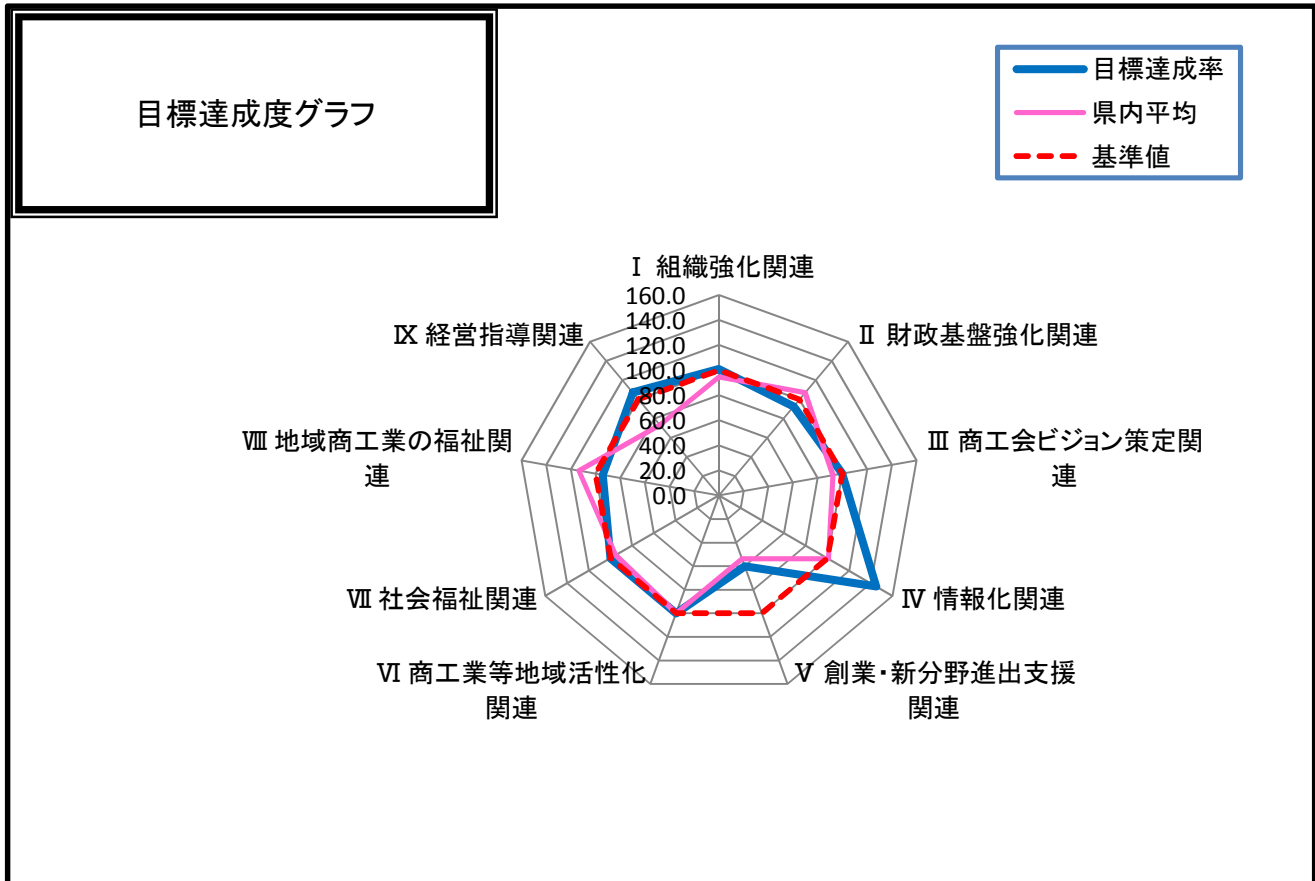 目標達成度グラフ
目標達成率
県内平均
基準値
Ⅰ 組織強化関連
Ⅱ 財政基盤強化関連
Ⅲ 商工会ビジョン策定関
連
Ⅳ 情報化関連
Ⅴ 創業・新分野進出支援
関連
Ⅵ 商工業等地域活性化
関連
Ⅶ 社会福祉関連
Ⅷ 地域商工業の福祉関
連
Ⅸ 経営指導関連
160.0
140.0
120.0
100.0
80.0
60.0
40.0
20.0
0.0